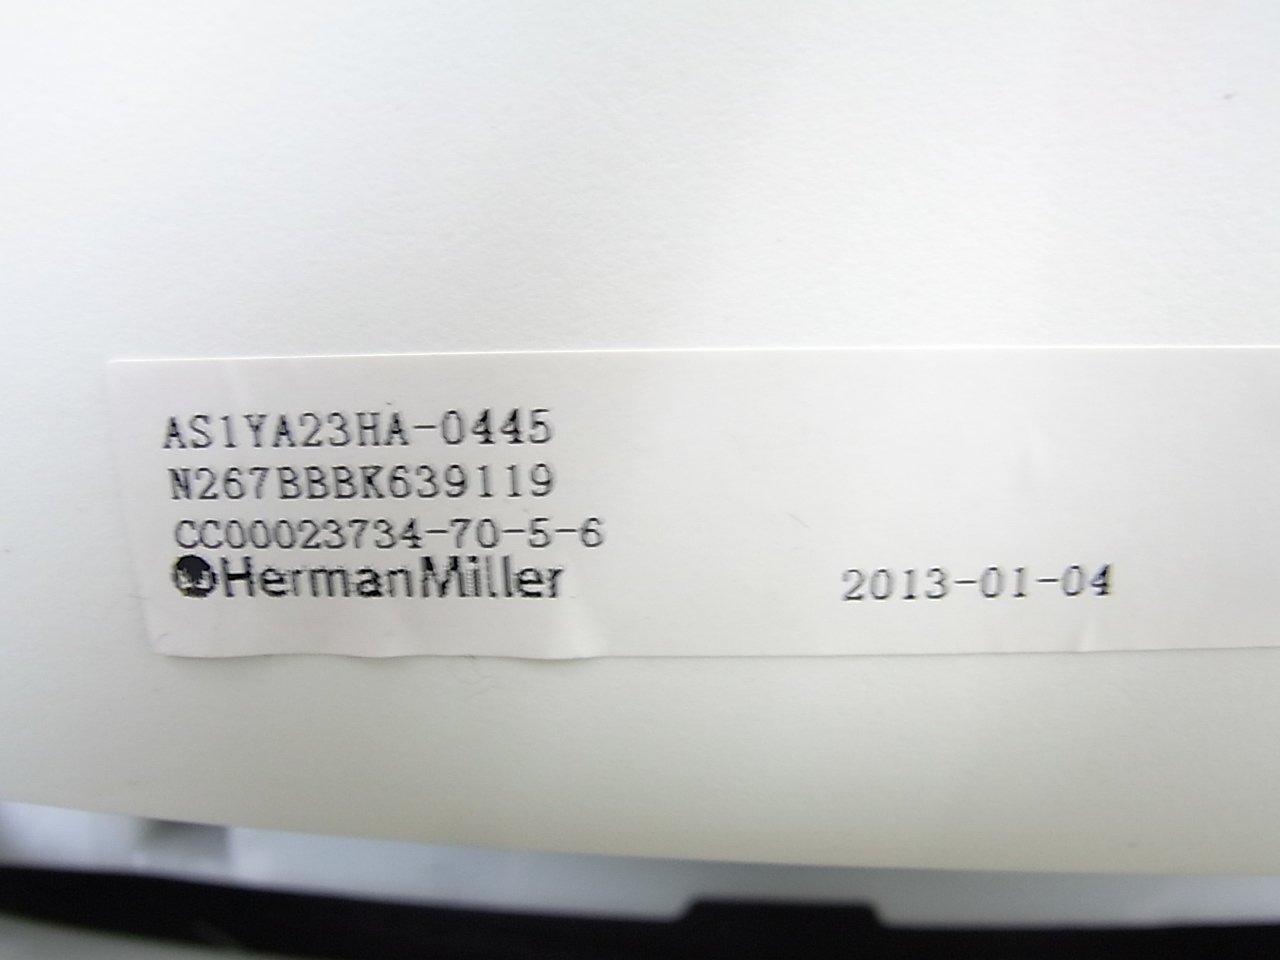 AS1YA23HA-0445
N267BBBK639119
CC00023734-70-5-6
HermanMiller
2013-01-04